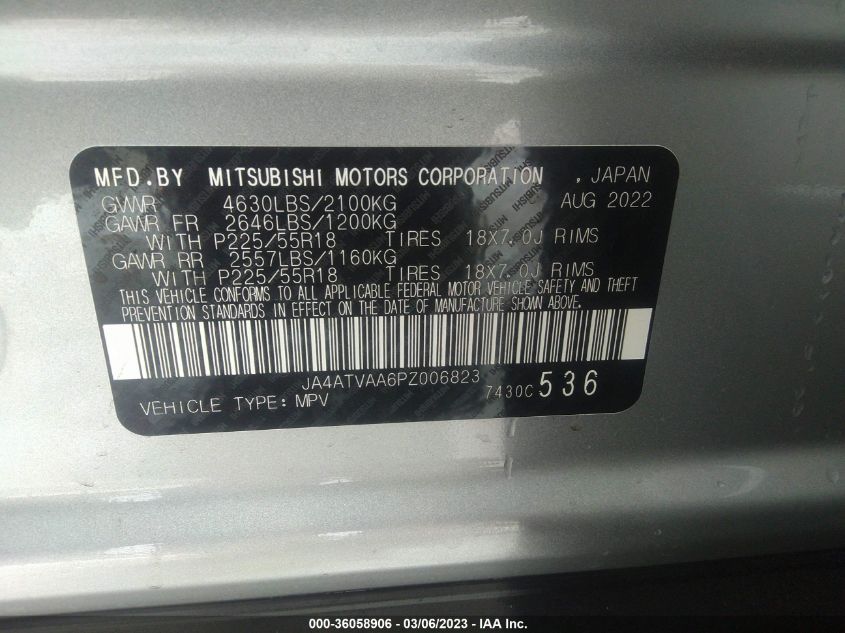 MFD.BY MITSUBISHI MOTORS CORPORATION , JAPAN
GVWR 4630LBS/2100KG AUG 2022
GAWR FR 2646LBS/1200KG
WITH P225/55R18 TIRES 18X7.0J RIMS
GAWR RR 2557LBS/1160KG
WITH P225/55R18 TIRES 18X7.0J RIMS
THIS VEHICLE CONFORMS TO ALL APPLICABLE FEDERAL MOTOR VEHICLE SAFETY AND THEFT
PREVENTION STANDARDS IN EFFECT ON THE DATE OF MANUFACTURE SHOWN ABOVE.
JA4ATVAA6PZ006823
VEHICLE TYPE: MPV 7430C 536
000-36058906 — 03/06/2023 — IAA Inc.